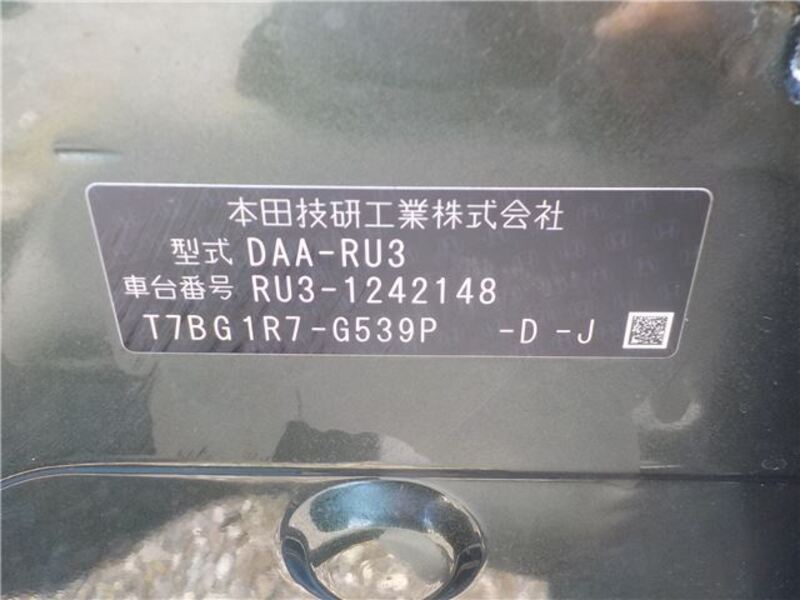 本田技研工業株式会社
型式 DAA-RU3
車台番号 RU3-1242148
T7BG1R7-G539P -D -J